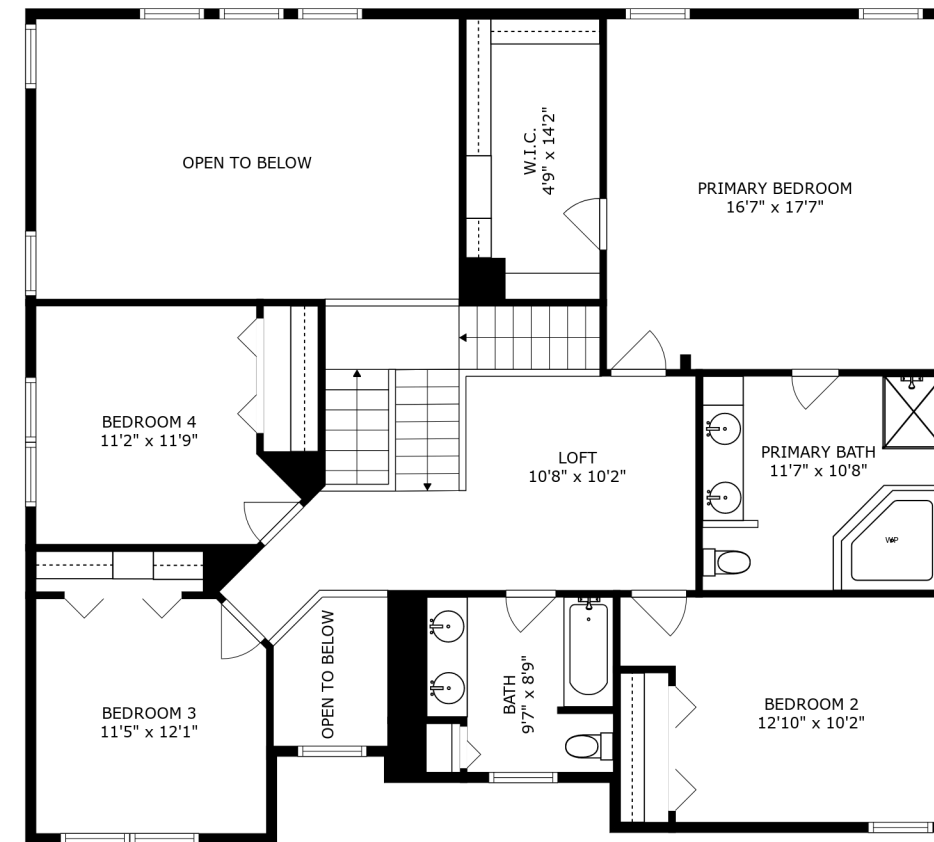 OPEN TO BELOW
W.I.C.
4'9" x 14'2"
PRIMARY BEDROOM
16'7" x 17'7"
BEDROOM 4
11'2" x 11'9"
LOFT
10'8" x 10'2"
PRIMARY BATH
11'7" x 10'8"
W/P
OPEN TO BELOW
BATH
9'7" x 8'9"
BEDROOM 3
11'5" x 12'1"
BEDROOM 2
12'10" x 10'2"